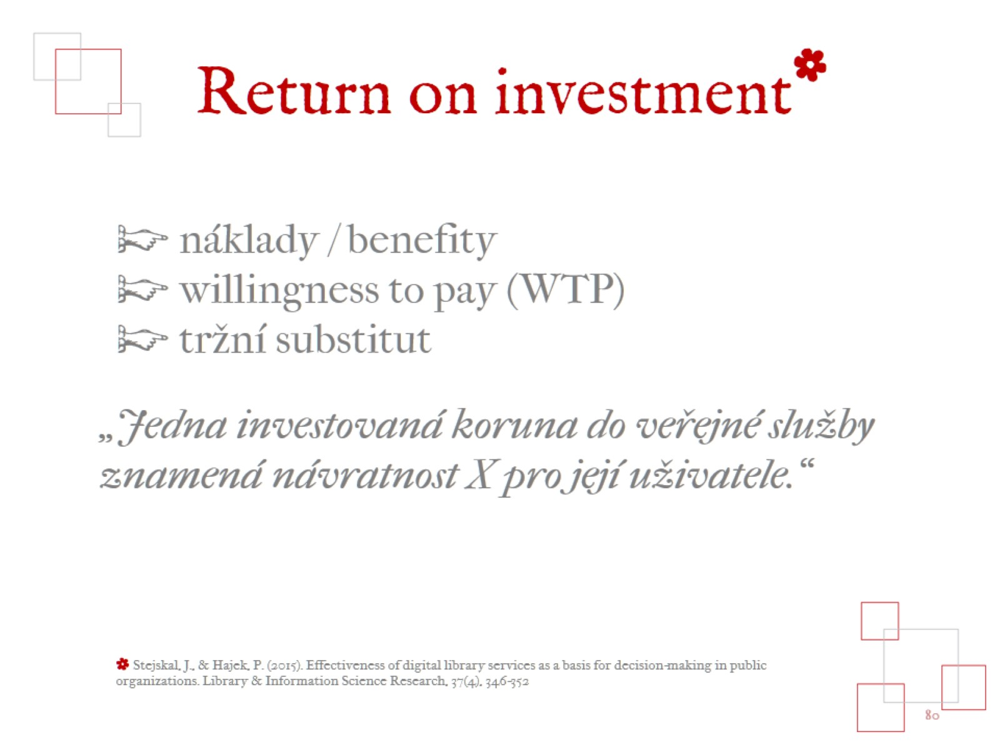 Return on investment✽
☞ náklady / benefity
☞ willingness to pay (WTP)
☞ tržní substitut
„Jedna investovaná koruna do veřejné služby
znamená návratnost X pro její uživatele.“
✽ Stejskal, J., & Hajek, P. (2015). Effectiveness of digital library services as a basis for decision-making in public
organizations. Library & Information Science Research, 37(4), 346-352
80